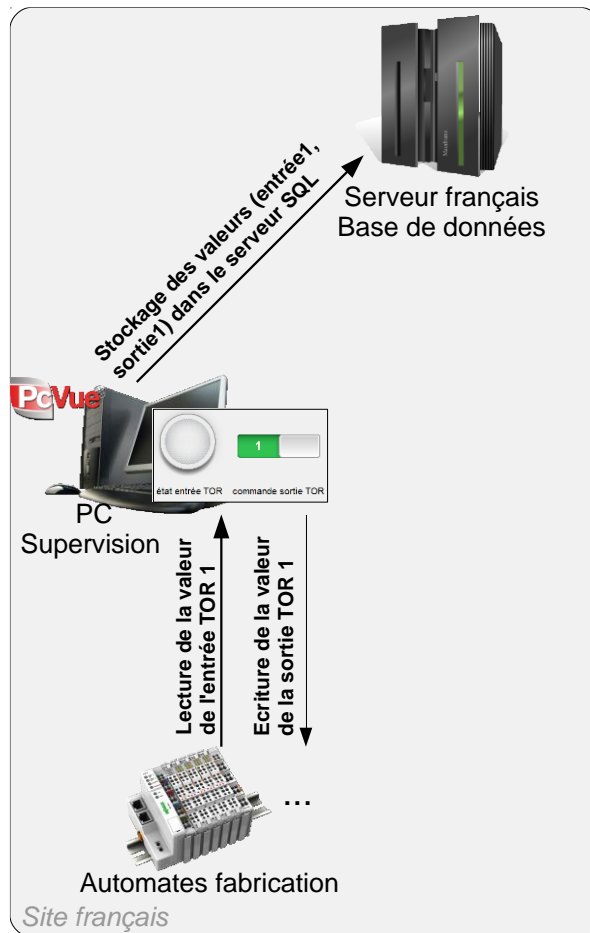 Serveur français
Base de données
Stockage des valeurs (entrée1,
sortie1) dans le serveur SQL
PcVue
1
état entrée TOR
commande sortie TOR
PC
Supervision
Lecture de la valeur
de l'entrée TOR 1
Ecriture de la valeur
de la sortie TOR 1
...
Automates fabrication
Site français